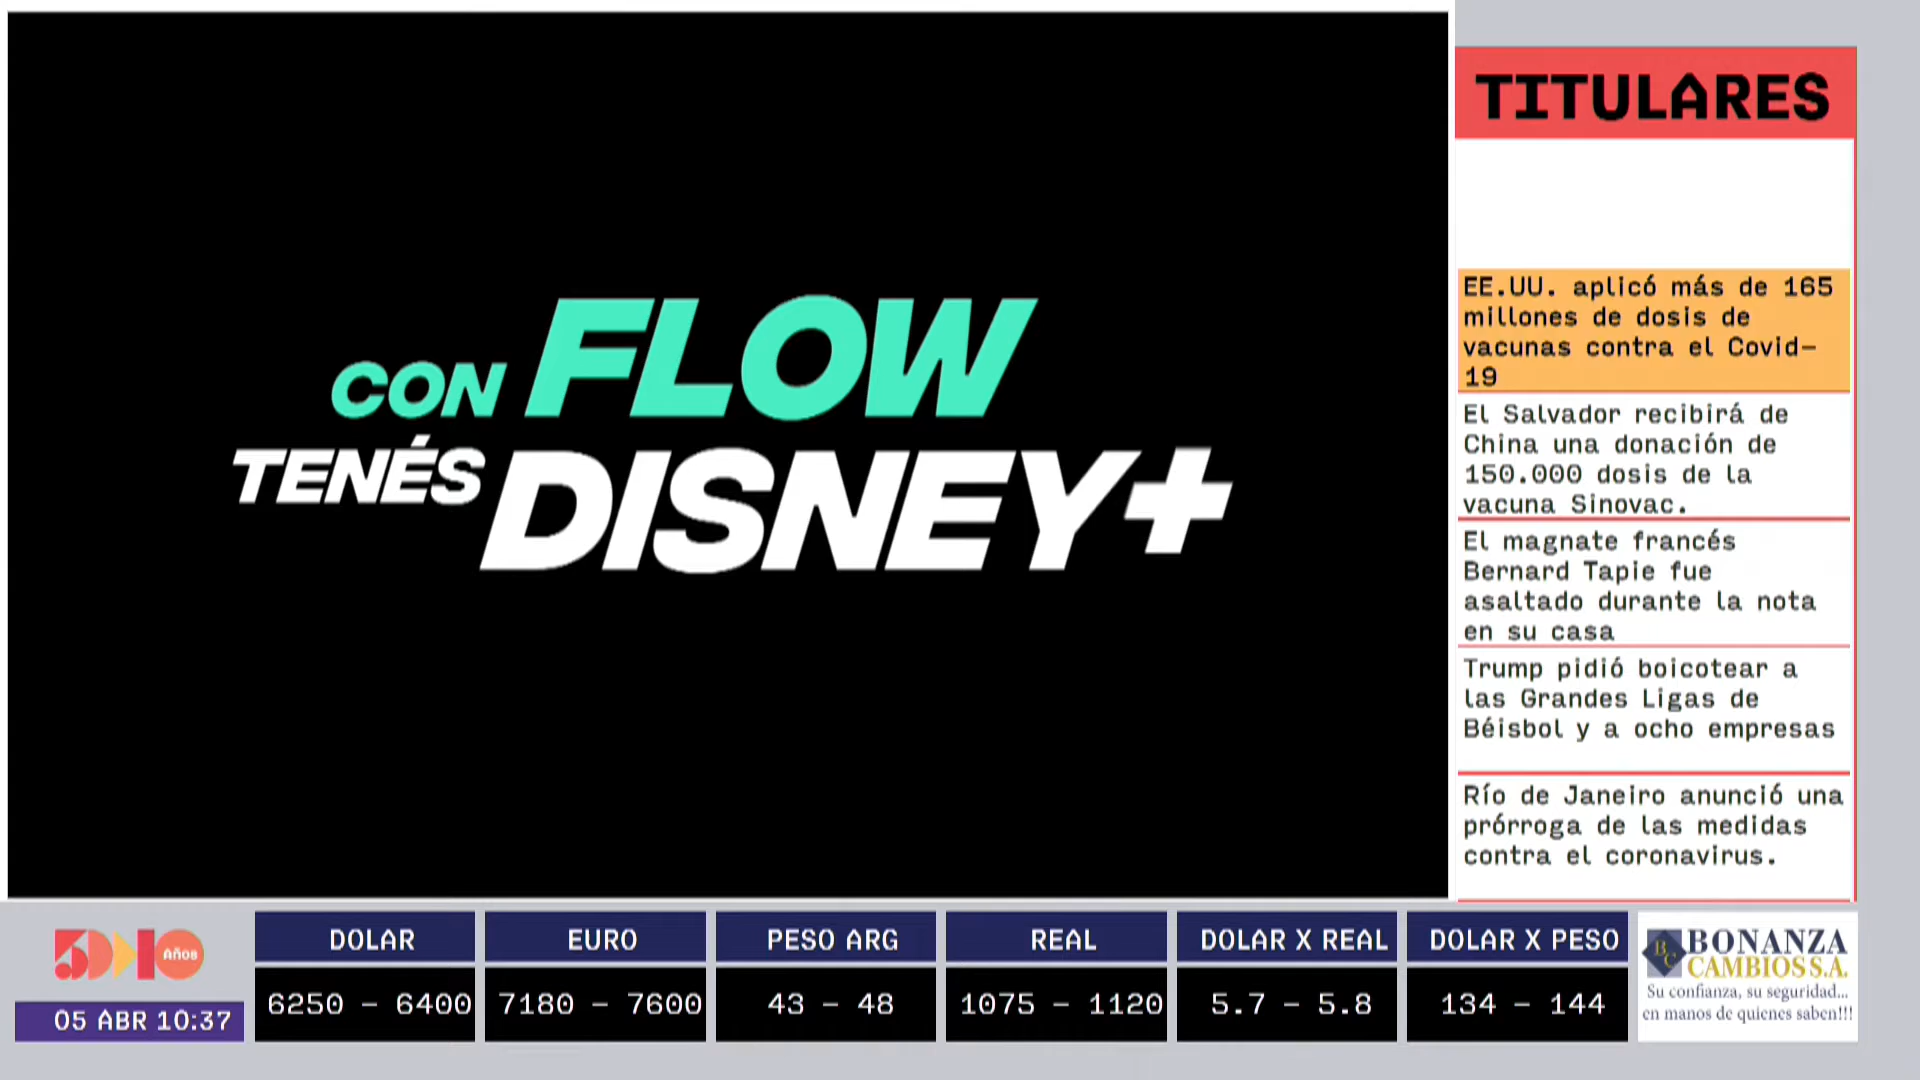 CON FLOW
TENÉS DISNEY+
TITULARES
EE.UU. aplicó más de 165
millones de dosis de
vacunas contra el Covid-
19
El Salvador recibirá de
China una donación de
150.000 dosis de la
vacuna Sinovac.
El magnate francés
Bernard Tapie fue
asaltado durante la nota
en su casa
Trump pidió boicotear a
las Grandes Ligas de
Béisbol y a ocho empresas
Río de Janeiro anunció una
prórroga de las medidas
contra el coronavirus.
Años
05 ABR 10:37
DOLAR
6250 - 6400
EURO
7180 - 7600
PESO ARG
43 - 48
REAL
1075 - 1120
DOLAR X REAL
5.7 - 5.8
DOLAR X PESO
134 - 144
BC
BONANZA
CAMBIOS S.A.
Su confianza, su seguridad...
en manos de quienes saben!!!